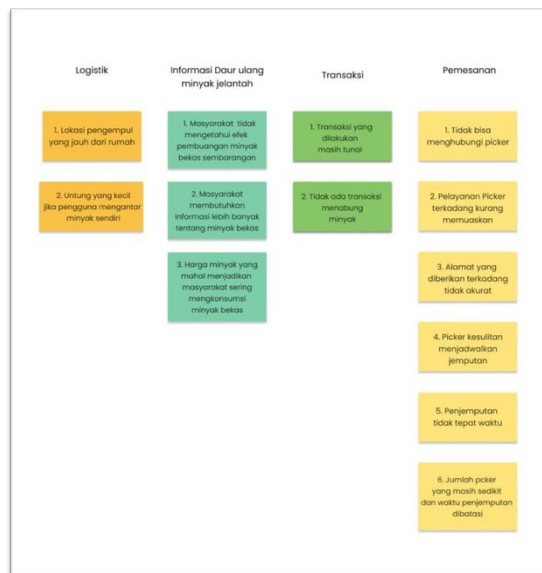 Logistik
1. Lokasi pengempul
yang jauh dari rumah
2. Untung yang kecil
jika pengguna mengantar
minyak sendiri
Informasi Daur ulang
minyak jelantah
1. Masyarakat tidak
mengetahui efek
pembuangan minyak
bekas sembarangan
2. Masyarakat
membutuhkan
informasi lebih banyak
tentang minyak bekas
3. Harga minyak yang
mahal menjadikan
masyarakat sering
mengkonsumsi
minyak bekas
Transaksi
1. Transaksi yang
dilakukan
masih tunai
2. Tidak ada transaksi
menabung
minyak
Pemesanan
1. Tidak bisa
menghubungi picker
2. Pelayanan Picker
terkadang kurang
memuaskan
3. Alamat yang
diberikan terkadang
tidak akurat
4. Picker kesulitan
menjadwalkan
jemputan
5. Penjemputan
tidak tepat waktu
6. Jumlah pcker
yang masih sedikit
dan waktu penjemputan
dibatasi